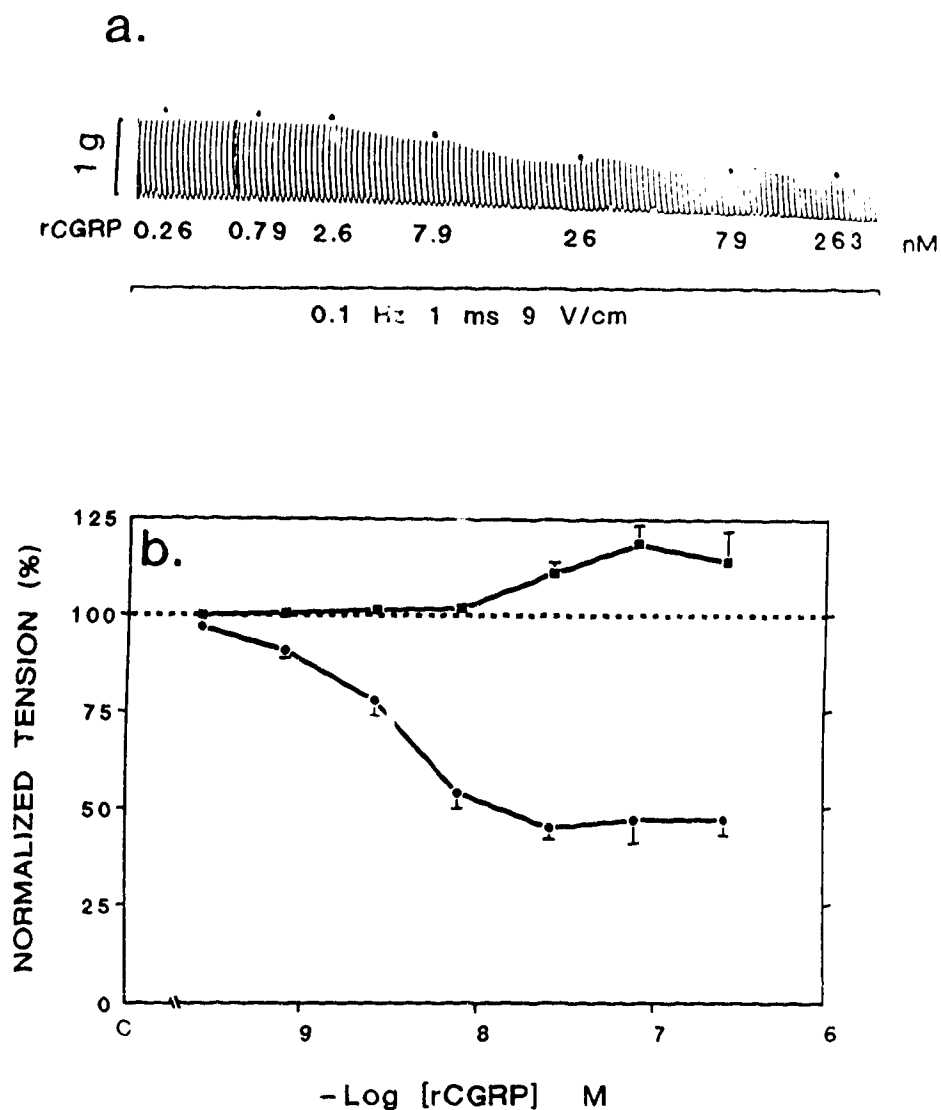 a.
1 g
rCGRP 0.26 0.79 2.6 7.9 26 79 263 nM
0.1 Hz 1 ms 9 V/cm
b.
NORMALIZED TENSION (%)
125
100
75
50
25
0
C 9 8 7 6
-Log [rCGRP] M